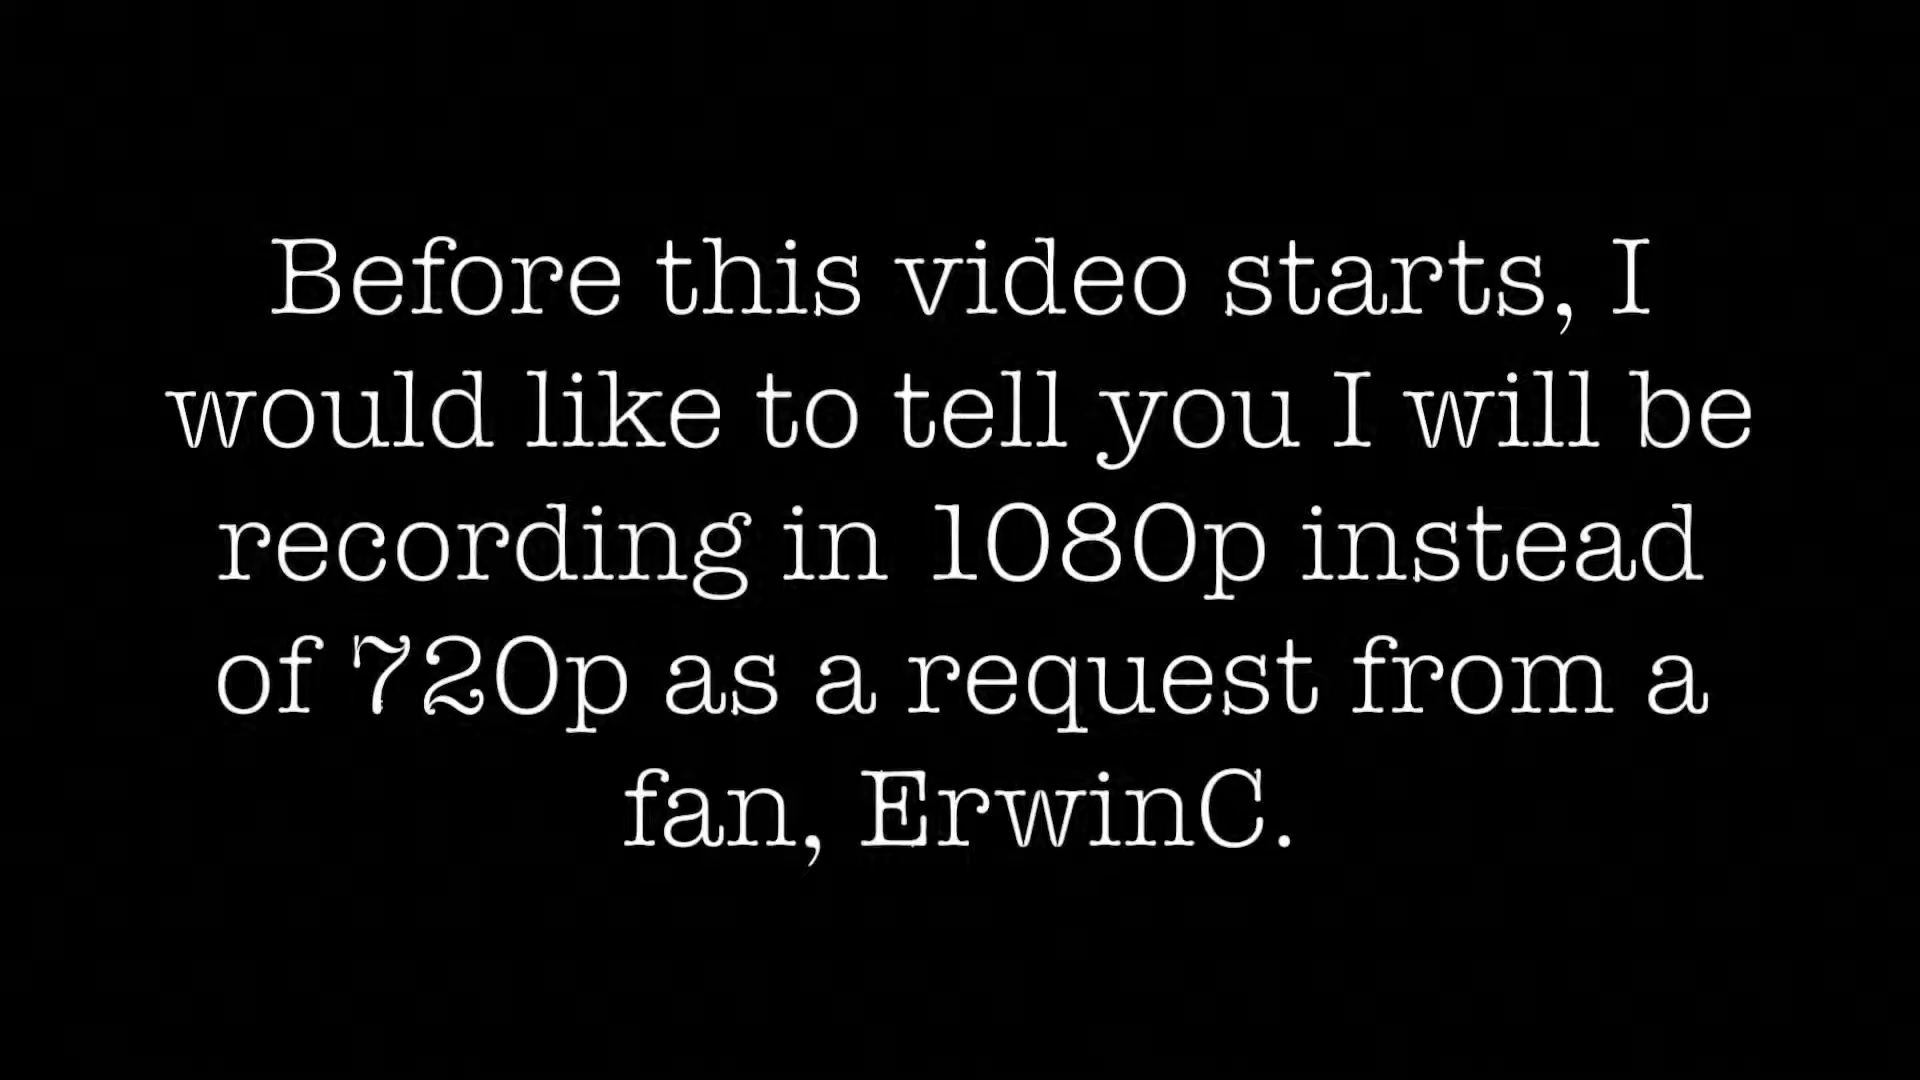 Before this video starts, I
would like to tell you I will be
recording in 1080p instead
of 720p as a request from a
fan, ErwinC.